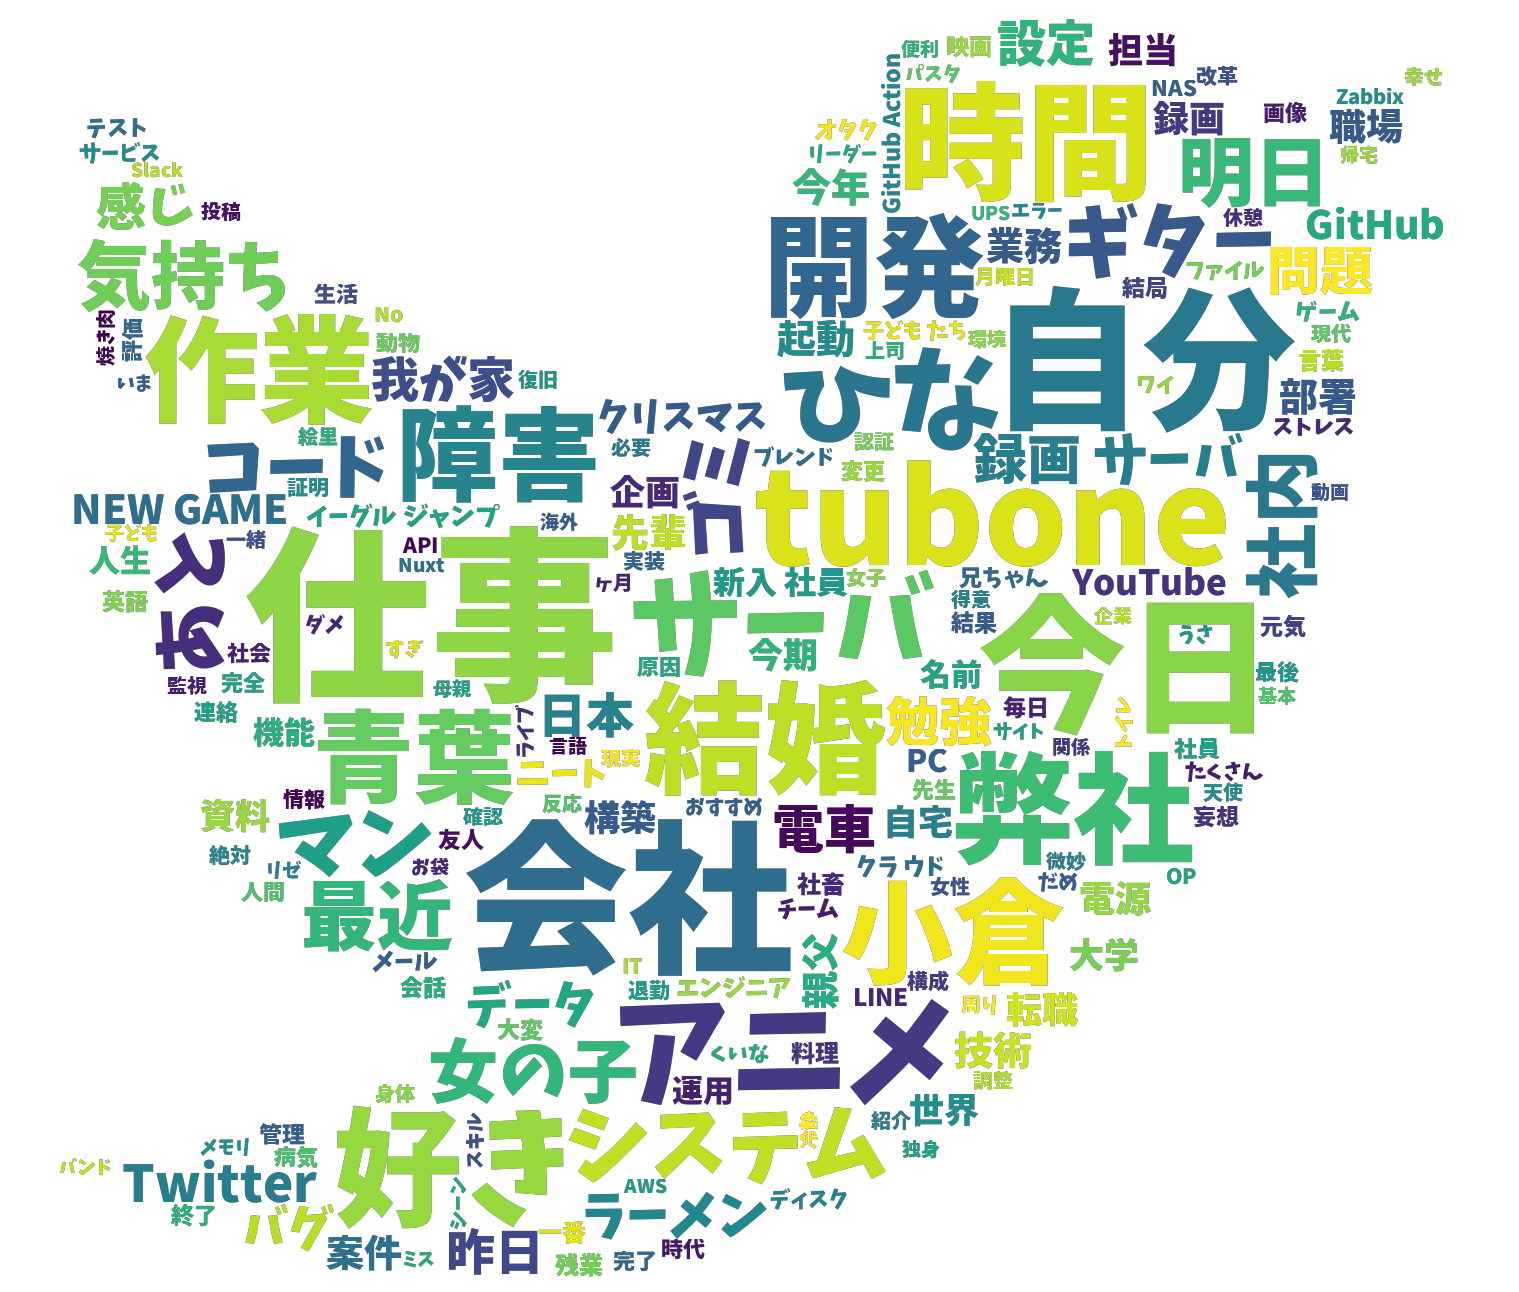 便利
映画
設定
担当
パスタ
NAS
改革
幸せ
Zabbix
時間
録画
画像
職場
テスト
オタク
GitHub Action
サービス
リーダー
明日
帰宅
Slack
今年
感じ
投稿
UPS
エラー
休憩
GitHub
開発
業務
ギター
気持ち
月曜日
ファイル
問題
生活
結局
自分
ゲーム
焼き肉
評価
作業
No
動物
起動
子ども たち
環境
現代
上司
言葉
いま
我が家
復旧
ひな
ワイ
部署
クリスマス
ストレス
絵里
障害
必要
ゴミ
ブレンド
認証
録画
サーバ
コード
証明
変更
社内
動画
企画
tubone
NEW GAME
イーグル ジャンプ
海外
先輩
子ども
一緒
API
人生
あと
Nuxt
実装
仕事
ヶ月
新入 社員
女子
兄ちゃん
YouTube
英語
サーバ
得意
今日
企業
ダメ
結果
うさ
元気
社会
すぎ
今期
原因
名前
最後
監視
完全
母親
基本
連絡
日本
結婚
勉強
毎日
機能
青葉
ライブ
サイト
言語
関係
社員
現実
PC
ニート
弊社
たくさん
先生
天使
情報
反応
おすすめ
資料
確認
構築
電車
自宅
妄想
マン
友人
絶対
リゼ
お袋
会社
クラウド
微妙
OP
人間
最近
社畜
女性
だめ
電源
チーム
小倉
メール
IT
親父
大学
会話
退勤
エンジニア
構成
データ
LINE
周り
転職
大変
アニメ
くいな
料理
技術
女の子
運用
調整
身体
世界
好き
システム
紹介
メモリ
管理
スキル
独身
バンド
病気
Twitter
AWS
ディスク
終了
シーン
ラーメン
バグ
一番
案件
ミス
昨日
残業
完了
時代